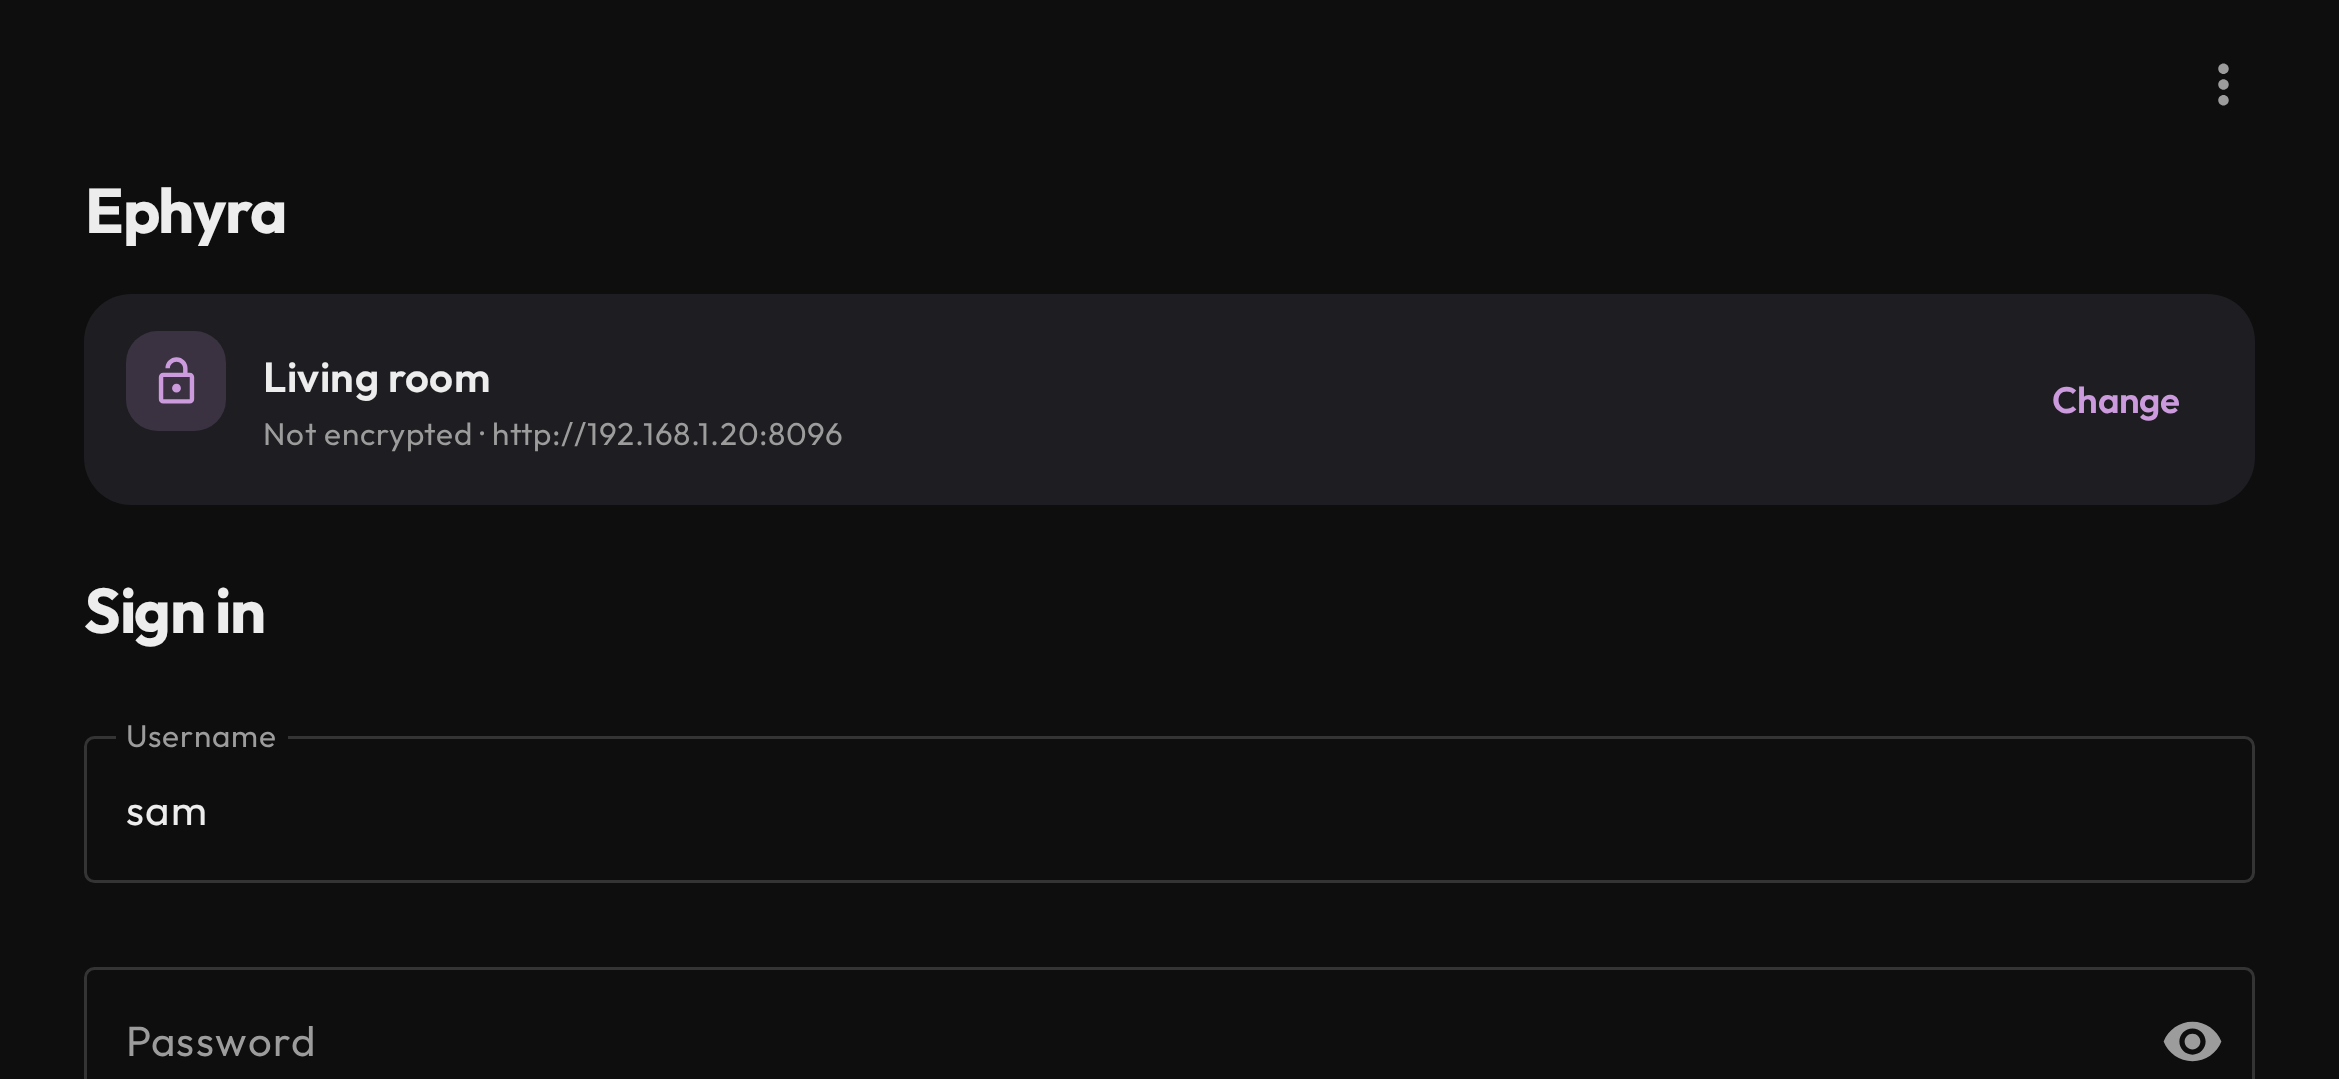 Ephyra
Living room
Not encrypted · http://192.168.1.20:8096
Change
Sign in
Username
sam
Password